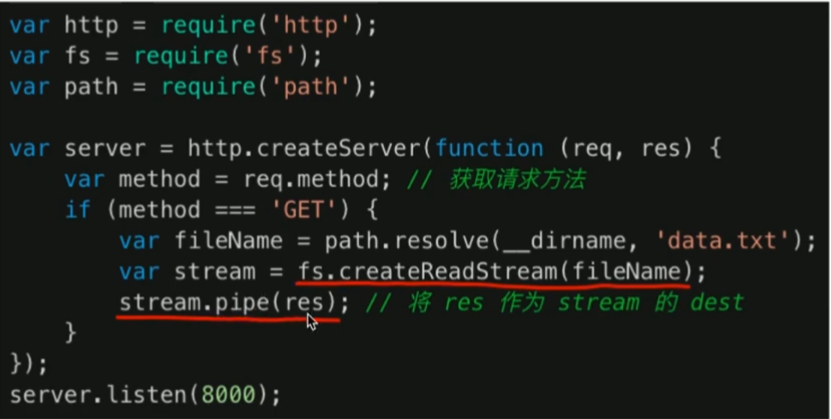 var http = require('http');
var fs = require('fs');
var path = require('path');
var server = http.createServer(function (req, res) {
    var method = req.method; // 获取请求方法
    if (method === 'GET') {
        var fileName = path.resolve(__dirname, 'data.txt');
        var stream = fs.createReadStream(fileName);
        stream.pipe(res); // 将 res 作为 stream 的 dest
    }
});
server.listen(8000);